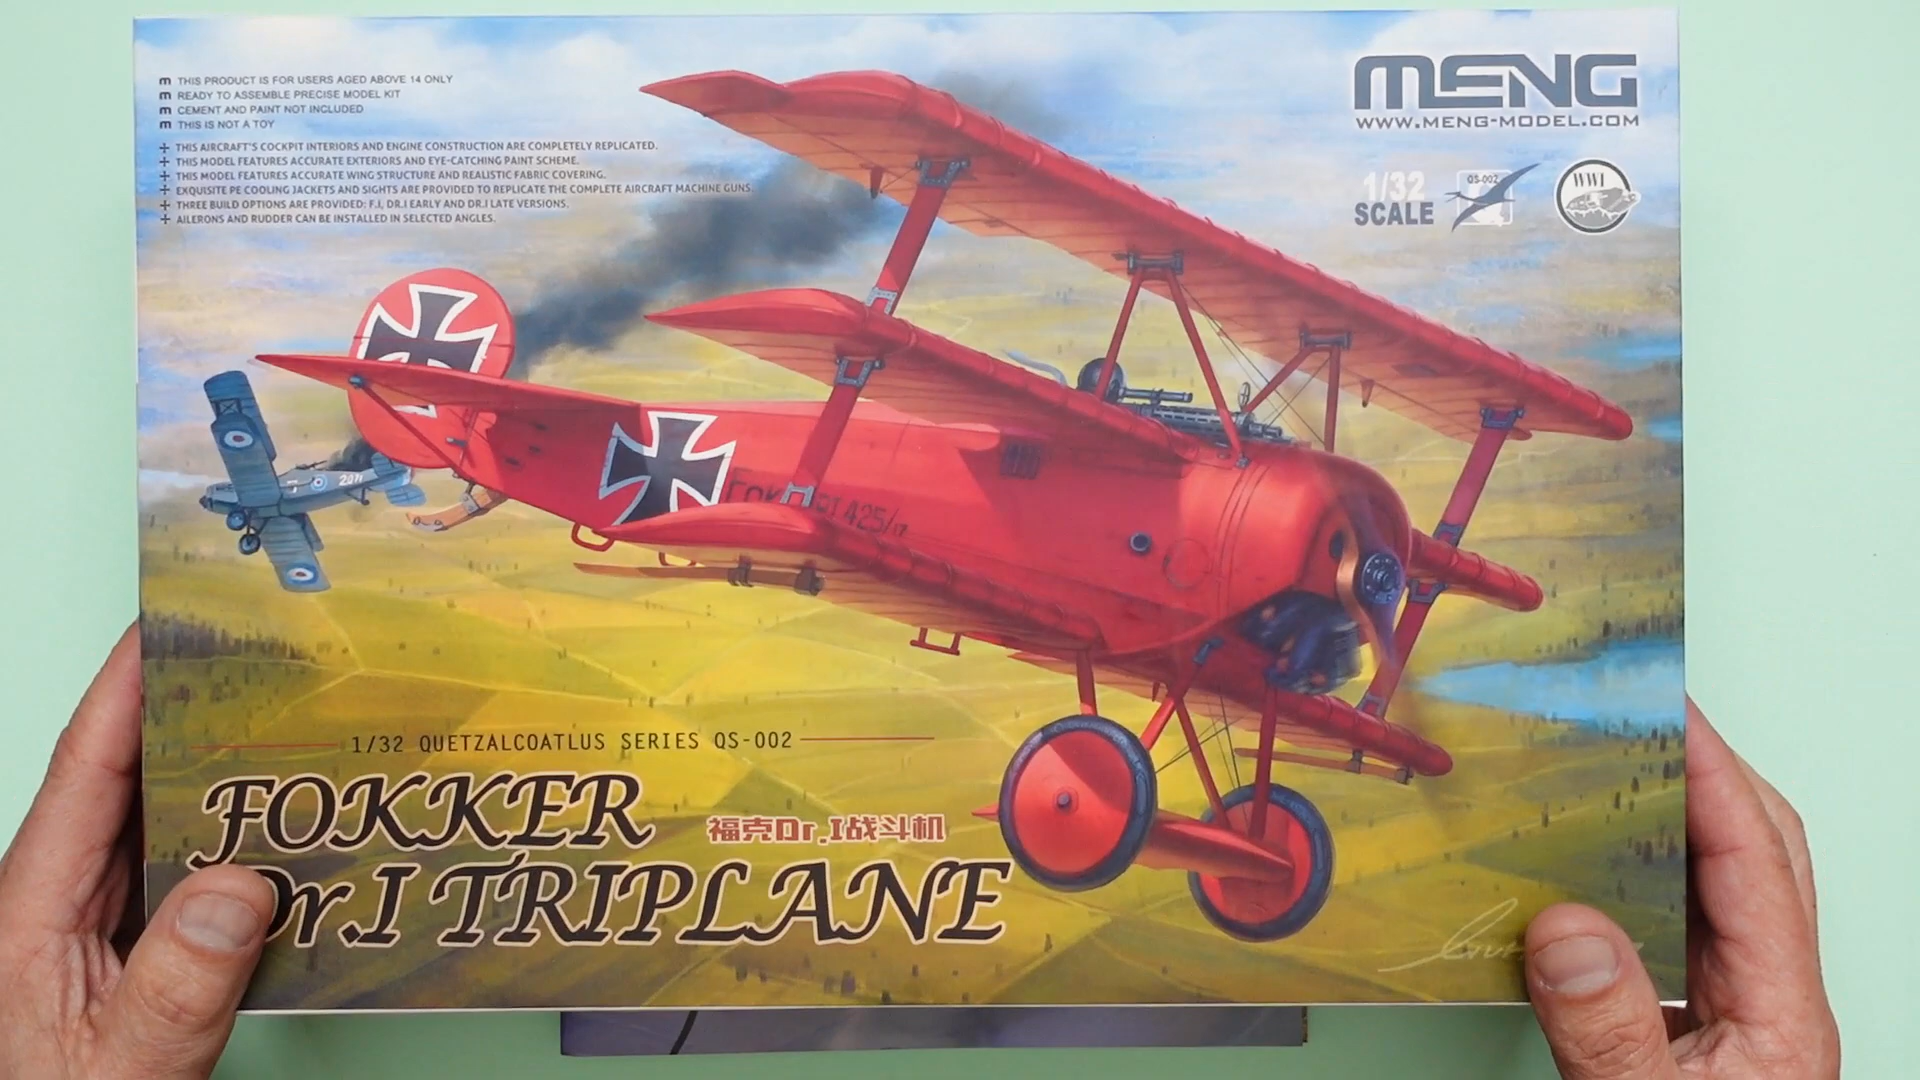 THIS PRODUCT IS FOR USERS AGED ABOVE 14 ONLY
READY TO ASSEMBLE PRECISE MODEL KIT
CEMENT AND PAINT NOT INCLUDED
THIS IS NOT A TOY
THIS AIRCRAFT'S COCKPIT INTERIORS AND ENGINE CONSTRUCTION ARE COMPLETELY REPLICATED.
THIS MODEL FEATURES ACCURATE EXTERIORS AND EYE-CATCHING PAINT SCHEME.
THIS MODEL FEATURES ACCURATE WING STRUCTURE AND REALISTIC FABRIC COVERING.
EXQUISITE PE COOLING JACKETS AND SIGHTS ARE PROVIDED TO REPLICATE THE COMPLETE AIRCRAFT MACHINE GUNS.
THREE BUILD OPTIONS ARE PROVIDED: F.I, DR.I EARLY AND DR.I LATE VERSIONS.
AILERONS AND RUDDER CAN BE INSTALLED IN SELECTED ANGLES.
MENG
WWW.MENG-MODEL.COM
1/32
SCALE
QS-002
WWI
2071
425/17
1/32 QUETZALCOATLUS SERIES QS-002
FOKKER
福克Dr.I战斗机
Dr.I TRIPLANE